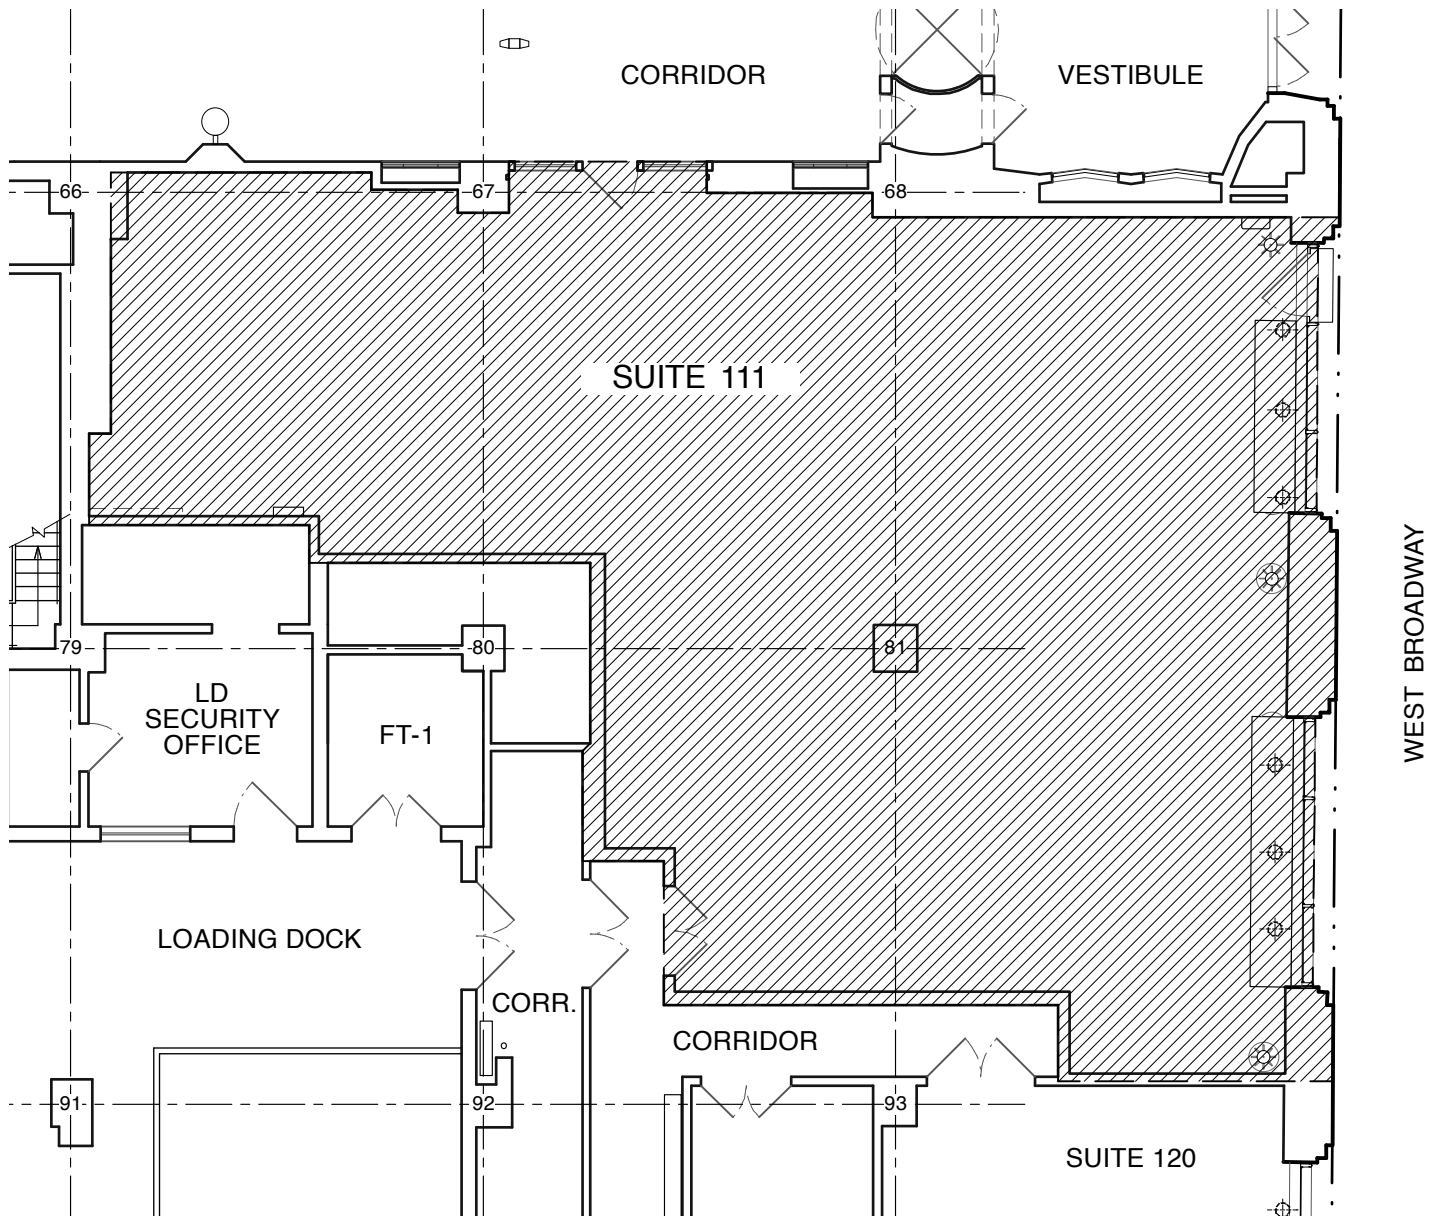 CORRIDOR
VESTIBULE
66
67
68
SUITE 111
WEST BROADWAY
79
80
81
LD
SECURITY
OFFICE
FT-1
LOADING DOCK
CORR.
CORRIDOR
91
92
93
SUITE 120